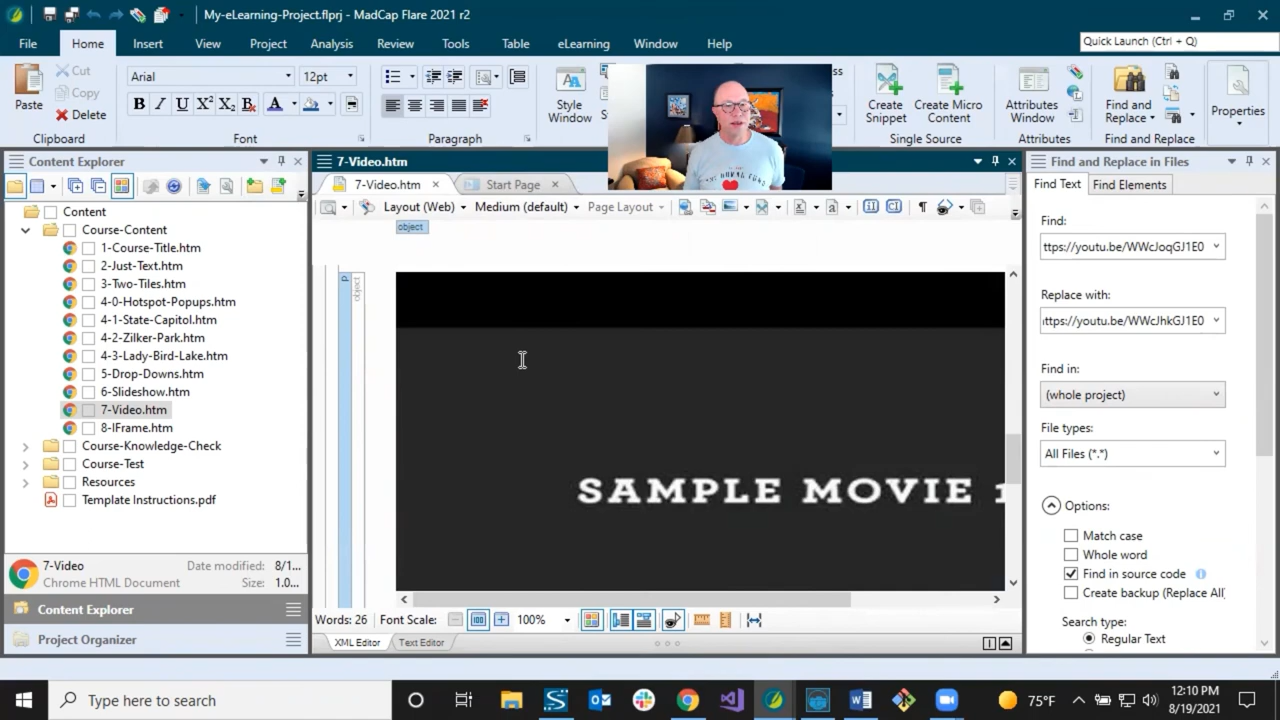 My-eLearning-Project.flprj - MadCap Flare 2021 r2
File Home Insert View Project Analysis Review Tools Table eLearning Window Help
Quick Launch (Ctrl + Q)
Paste
Cut
Copy
Delete
Clipboard
Arial 12pt
B I U X² X₂ B
Font
Paragraph
Style Window
Create Snippet
Create Micro Content
Single Source
Attributes Window
Attributes
Find and Replace
Find and Replace
Properties
Content Explorer
Content
Course-Content
1-Course-Title.htm
2-Just-Text.htm
3-Two-Tiles.htm
4-0-Hotspot-Popups.htm
4-1-State-Capitol.htm
4-2-Zilker-Park.htm
4-3-Lady-Bird-Lake.htm
5-Drop-Downs.htm
6-Slideshow.htm
7-Video.htm
8-IFrame.htm
Course-Knowledge-Check
Course-Test
Resources
Template Instructions.pdf
7-Video Date modified: 8/1...
Chrome HTML Document Size: 1.0...
Content Explorer
Project Organizer
7-Video.htm
7-Video.htm Start Page
Layout (Web) Medium (default) Page Layout
object
p
object
SAMPLE MOVIE 1
Words: 26 Font Scale: 100%
XML Editor Text Editor
Find and Replace in Files
Find Text Find Elements
Find:
ttps://youtu.be/WWcJoqGJ1E0
Replace with:
ttps://youtu.be/WWcJhkGJ1E0
Find in:
(whole project)
File types:
All Files (*.*)
Options:
Match case
Whole word
Find in source code
Create backup (Replace All)
Search type:
Regular Text
Type here to search
75°F
12:10 PM
8/19/2021